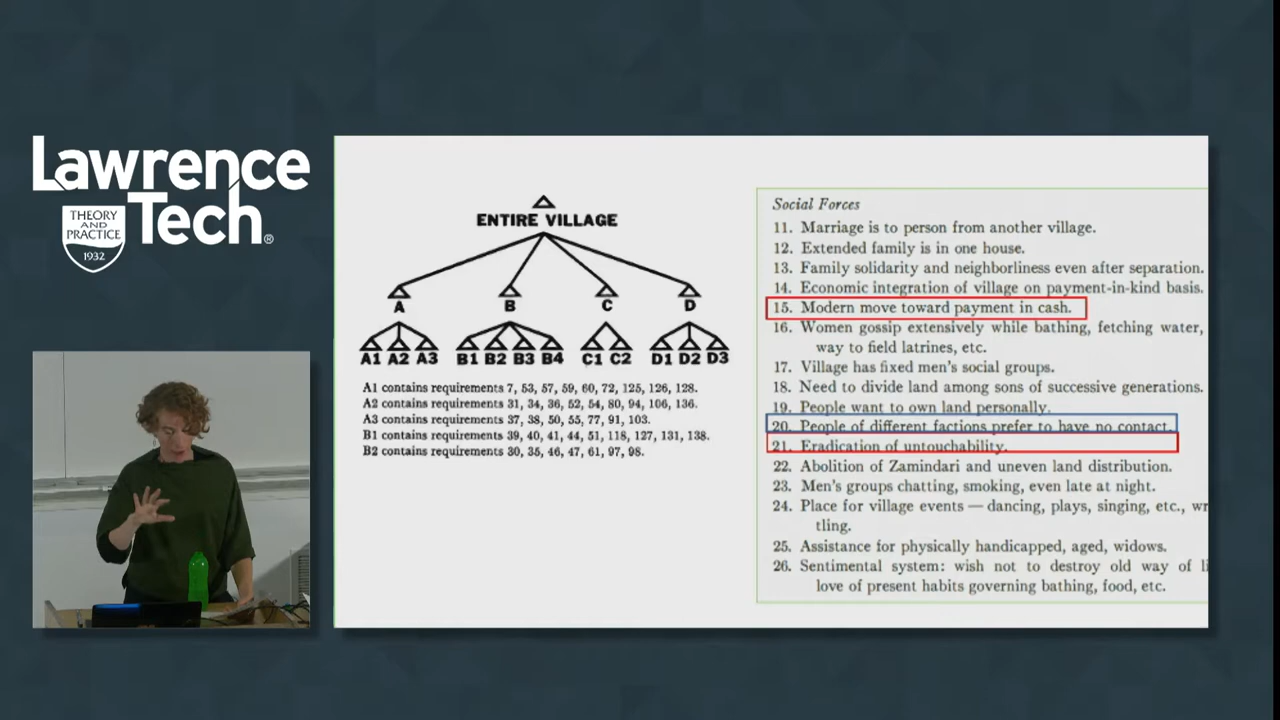 Lawrence
Tech
THEORY
AND
PRACTICE
1932
®
ENTIRE VILLAGE
A B C D
A1 A2 A3 B1 B2 B3 B4 C1 C2 D1 D2 D3
A1 contains requirements 7, 53, 57, 59, 60, 72, 125, 126, 128.
A2 contains requirements 31, 34, 36, 52, 54, 80, 94, 106, 136.
A3 contains requirements 37, 38, 50, 55, 77, 91, 103.
B1 contains requirements 39, 40, 41, 44, 51, 118, 127, 131, 138.
B2 contains requirements 30, 35, 46, 47, 61, 97, 98.
Social Forces
11. Marriage is to person from another village.
12. Extended family is in one house.
13. Family solidarity and neighborliness even after separation.
14. Economic integration of village on payment-in-kind basis.
15. Modern move toward payment in cash.
16. Women gossip extensively while bathing, fetching water,
way to field latrines, etc.
17. Village has fixed men's social groups.
18. Need to divide land among sons of successive generations.
19. People want to own land personally.
20. People of different factions prefer to have no contact.
21. Eradication of untouchability.
22. Abolition of Zamindari and uneven land distribution.
23. Men's groups chatting, smoking, even late at night.
24. Place for village events — dancing, plays, singing, etc., wr
tling.
25. Assistance for physically handicapped, aged, widows.
26. Sentimental system: wish not to destroy old way of li
love of present habits governing bathing, food, etc.